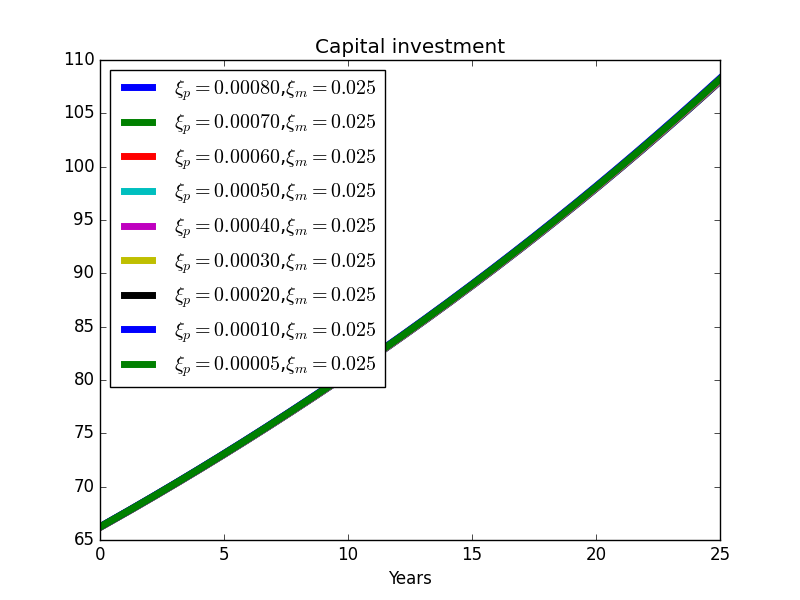 Capital investment
110
105
100
95
90
85
80
75
70
65
ξp = 0.00080,ξm = 0.025
ξp = 0.00070,ξm = 0.025
ξp = 0.00060,ξm = 0.025
ξp = 0.00050,ξm = 0.025
ξp = 0.00040,ξm = 0.025
ξp = 0.00030,ξm = 0.025
ξp = 0.00020,ξm = 0.025
ξp = 0.00010,ξm = 0.025
ξp = 0.00005,ξm = 0.025
0 5 10 15 20 25
Years